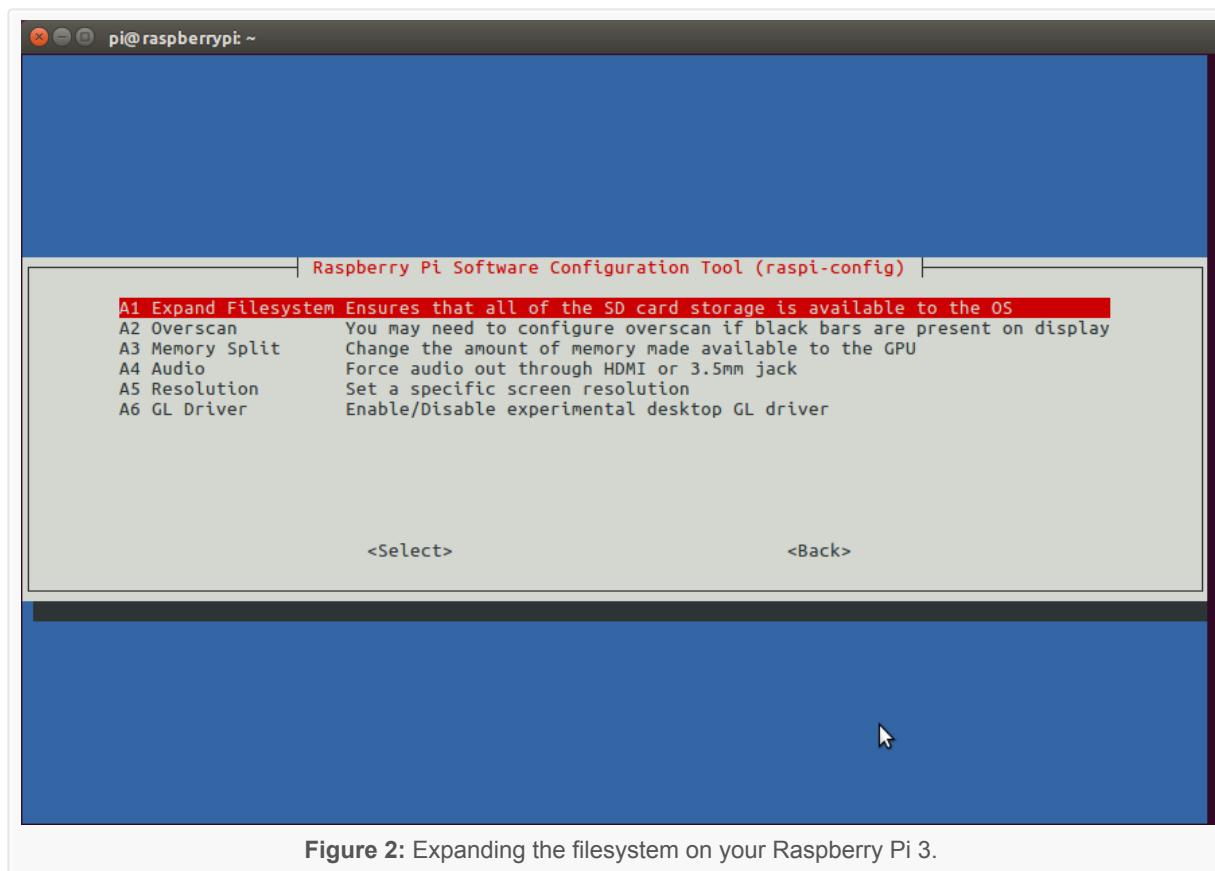 pi@raspberrypi: ~
Raspberry Pi Software Configuration Tool (raspi-config)
A1 Expand Filesystem Ensures that all of the SD card storage is available to the OS
A2 Overscan You may need to configure overscan if black bars are present on display
A3 Memory Split Change the amount of memory made available to the GPU
A4 Audio Force audio out through HDMI or 3.5mm jack
A5 Resolution Set a specific screen resolution
A6 GL Driver Enable/Disable experimental desktop GL driver
<Select> <Back>
Figure 2: Expanding the filesystem on your Raspberry Pi 3.